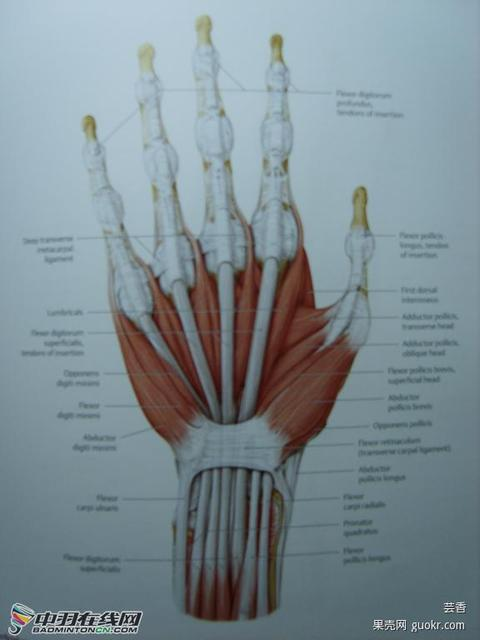 Flexor digitorum
profundus,
tendons of insertion
Deep transverse
metacarpal
ligament
Flexor pollicis
longus, tendon
of insertion
First dorsal
interosseus
Lumbricals
Adductor pollicis,
transverse head
Flexor digitorum
superficialis,
tendons of insertion
Adductor pollicis,
oblique head
Opponens
digiti minimi
Flexor pollicis brevis,
superficial head
Flexor
digiti minimi
Abductor
pollicis brevis
Opponens pollicis
Abductor
digiti minimi
Flexor retinaculum
(transverse carpal ligament)
Abductor
pollicis longus
Flexor
carpi ulnaris
Flexor
carpi radialis
Pronator
quadratus
Flexor digitorum
superficialis
Flexor
pollicis longus
芸香
果壳网 guokr.com
中羽在线网
BADMINTONCN.COM